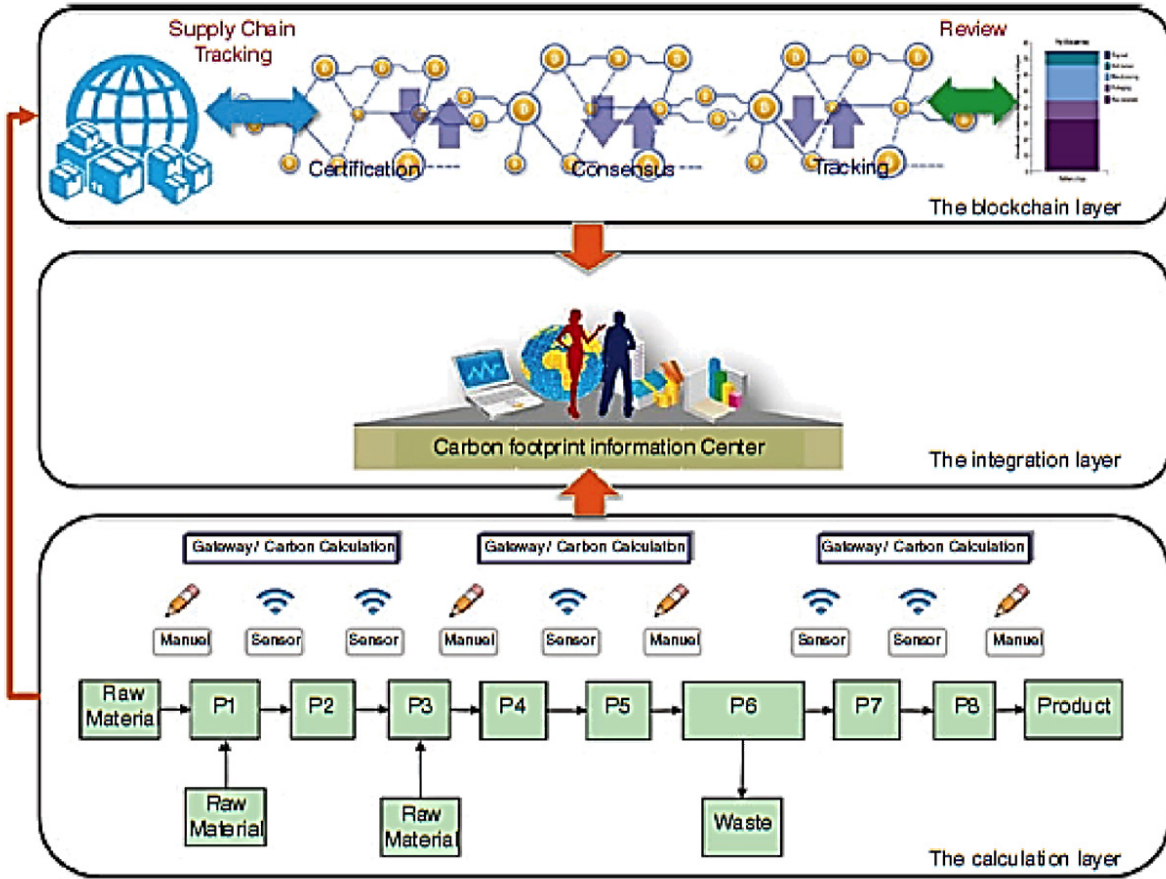 Supply Chain
Tracking
Review
Certification
Consensus
Tracking
The blockchain layer
Carbon footprint information Center
The integration layer
Gateway/ Carbon Calculation
Gateway/ Carbon Calculation
Gateway/ Carbon Calculation
Manuel
Sensor
Sensor
Manuel
Sensor
Manuel
Sensor
Sensor
Manuel
Raw
Material
P1
P2
P3
P4
P5
P6
P7
P8
Product
Raw
Material
Raw
Material
Waste
The calculation layer